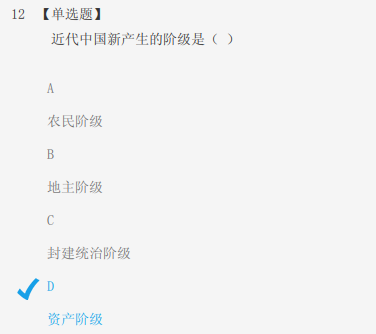 12 【单选题】
近代中国新产生的阶级是（ ）
A
农民阶级
B
地主阶级
C
封建统治阶级
D
资产阶级